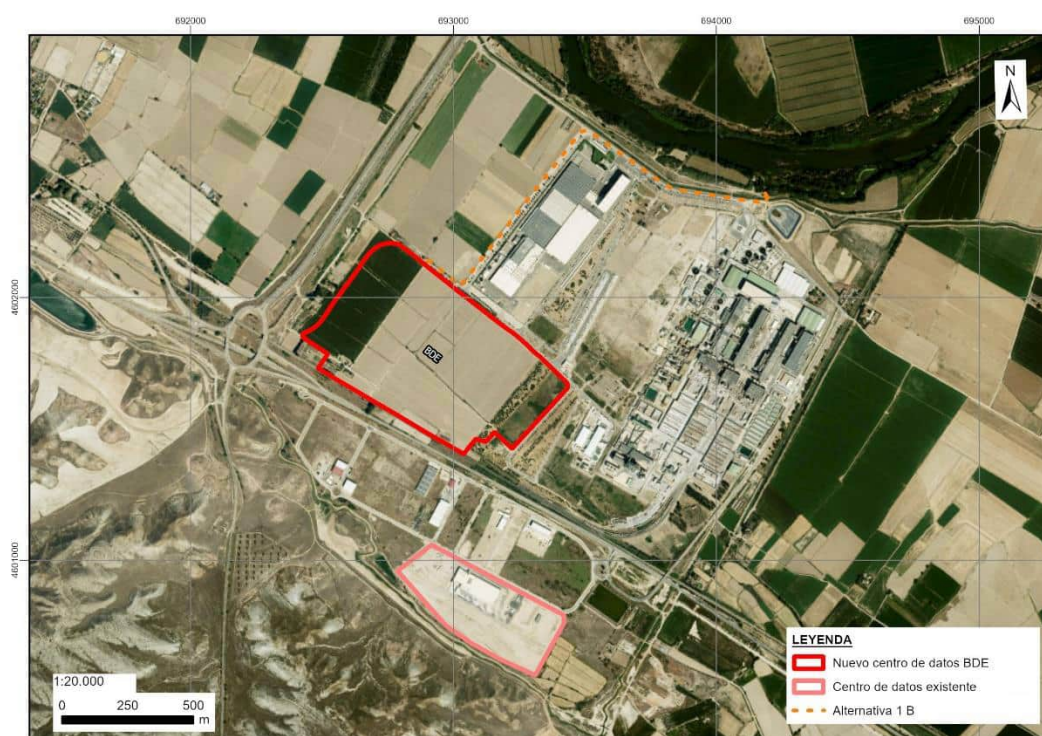 692000
693000
694000
695000
N
4602000
BDE
4601000
LEYENDA
Nuevo centro de datos BDE
Centro de datos existente
Alternativa 1 B
1:20.000
0
250
500
m